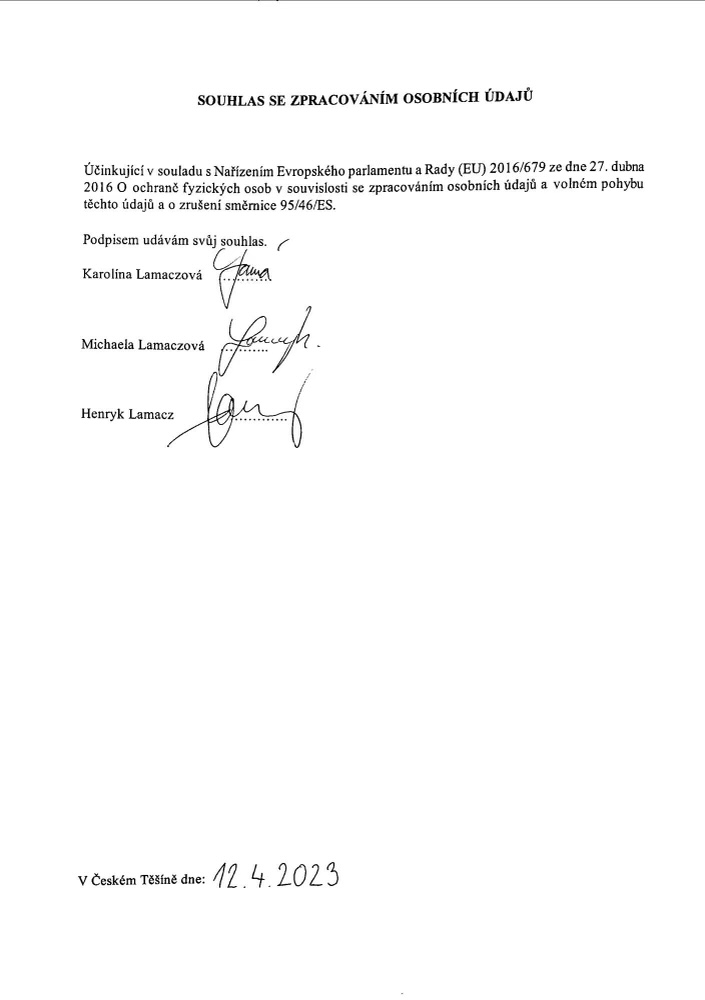 SOUHLAS SE ZPRACOVÁNÍM OSOBNÍCH ÚDAJŮ
Účinkující v souladu s Nařízením Evropského parlamentu a Rady (EU) 2016/679 ze dne 27. dubna
2016 O ochraně fyzických osob v souvislosti se zpracováním osobních údajů a volném pohybu
těchto údajů a o zrušení směrnice 95/46/ES.
Podpisem udávám svůj souhlas.
Karolína Lamaczová
Michaela Lamaczová
Henryk Lamacz
V Českém Těšíně dne: 12.4.2023